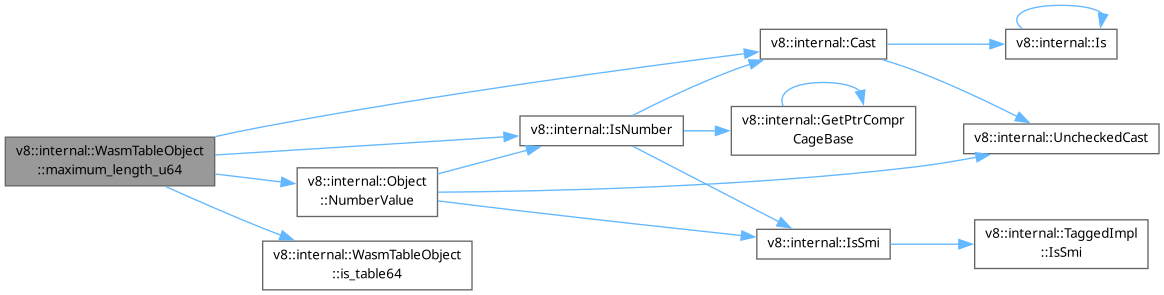 v8::internal::WasmTableObject
::maximum_length_u64
v8::internal::Cast
v8::internal::Is
v8::internal::IsNumber
v8::internal::GetPtrCompr
CageBase
v8::internal::UncheckedCast
v8::internal::Object
::NumberValue
v8::internal::IsSmi
v8::internal::TaggedImpl
::IsSmi
v8::internal::WasmTableObject
::is_table64